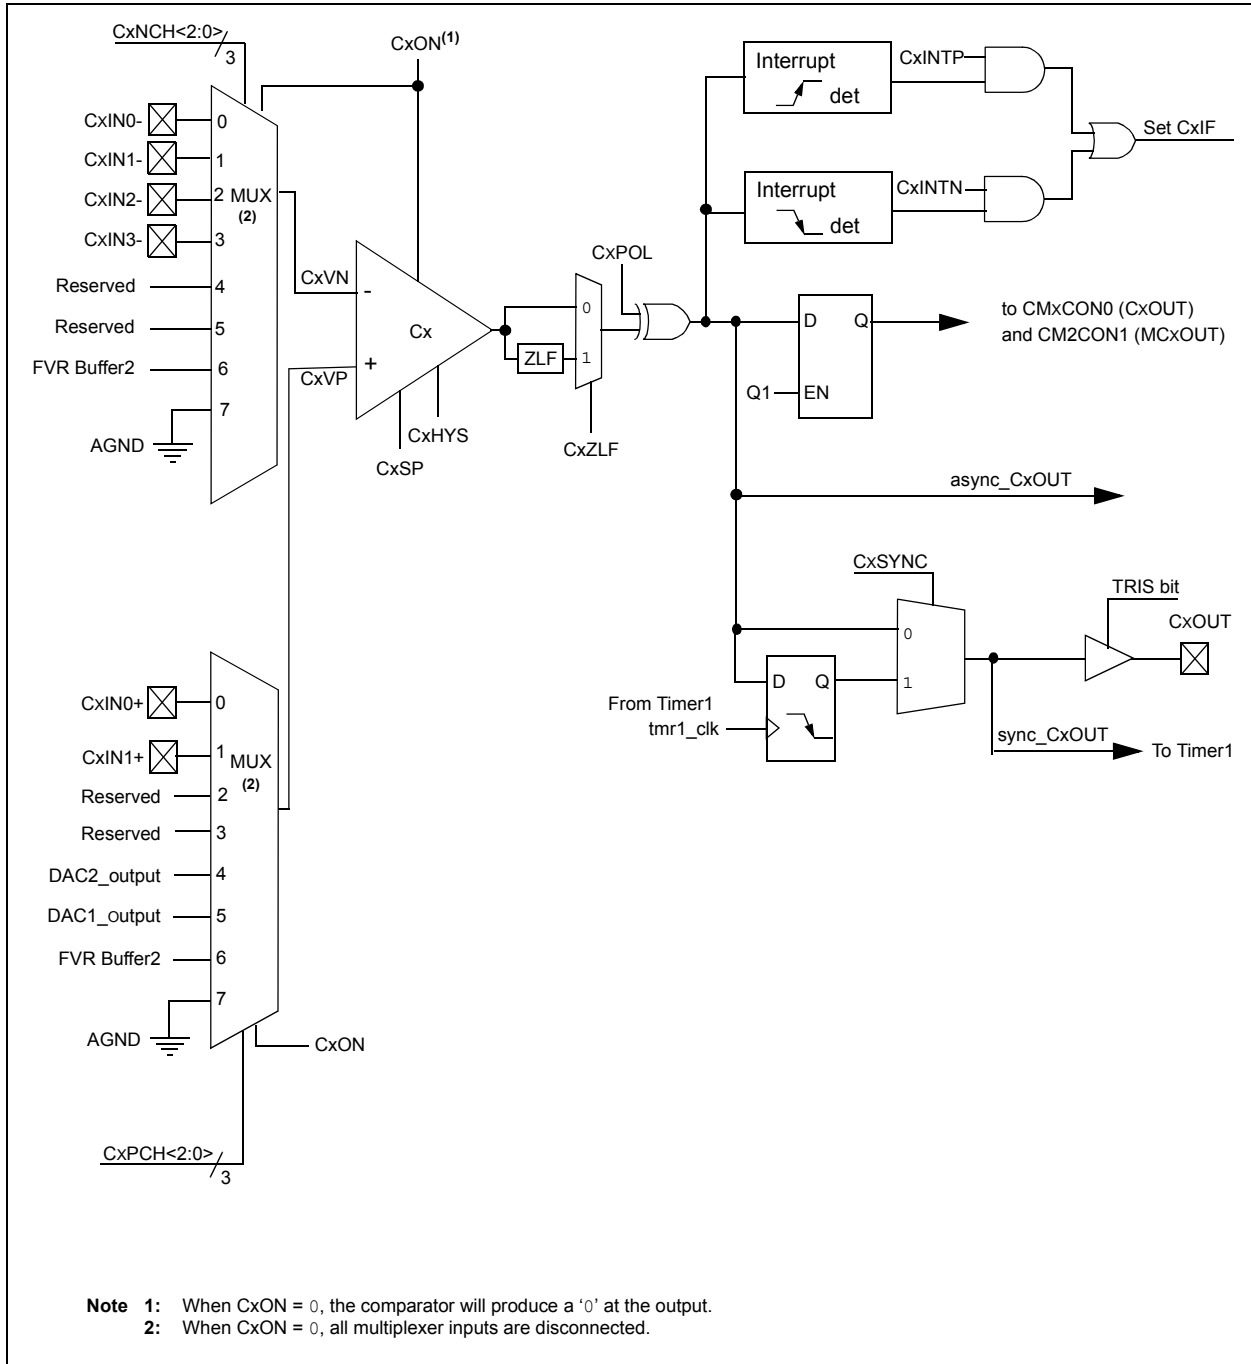 CxNCH<2:0>
3
CxON(1)
CxIN0-
0
CxIN1-
1
CxIN2-
2
MUX
(2)
CxIN3-
3
Reserved
4
Reserved
5
FVR Buffer2
6
7
AGND
CxVN
-
Cx
CxVP
+
CxHYS
CxSP
ZLF
0
1
CxZLF
CxPOL
Interrupt
det
CxINTP
Interrupt
det
CxINTN
Set CxIF
D
Q
Q1
EN
to CMxCON0 (CxOUT)
and CM2CON1 (MCxOUT)
async_CxOUT
CxSYNC
0
1
TRIS bit
CxOUT
D
Q
From Timer1
tmr1_clk
sync_CxOUT
To Timer1
CxIN0+
0
CxIN1+
1
MUX
(2)
Reserved
2
Reserved
3
DAC2_output
4
DAC1_output
5
FVR Buffer2
6
7
AGND
CxON
CxPCH<2:0>
3
Note 1: When CxON = 0, the comparator will produce a ‘0’ at the output.
2: When CxON = 0, all multiplexer inputs are disconnected.